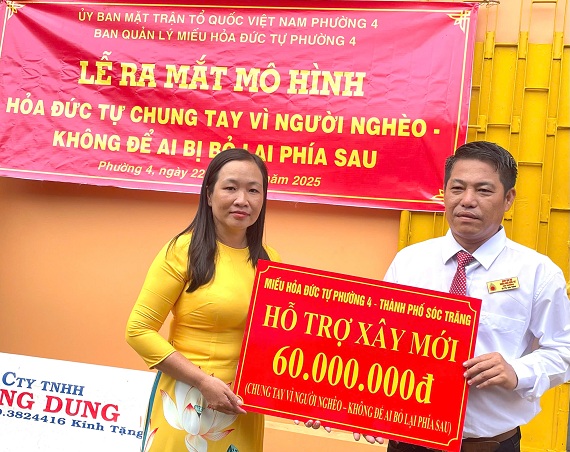 ỦY BAN MẶT TRẬN TỔ QUỐC VIỆT NAM PHƯỜNG 4
BAN QUẢN LÝ MIẾU HỎA ĐỨC TỰ PHƯỜNG 4
LỄ RA MẮT MÔ HÌNH
HỎA ĐỨC TỰ CHUNG TAY VÌ NGƯỜI NGHÈO -
KHÔNG ĐỂ AI BỊ BỎ LẠI PHÍA SAU
Phường 4, ngày 22 năm 2025
MIẾU HỎA ĐỨC TỰ PHƯỜNG 4 - THÀNH PHỐ SÓC TRĂNG
HỖ TRỢ XÂY MỚI
60.000.000đ
(CHUNG TAY VÌ NGƯỜI NGHÈO – KHÔNG ĐỂ AI BỎ LẠI PHÍA SAU)
CTY TNHH
NG DUNG
0.3824416 Kính Tặng